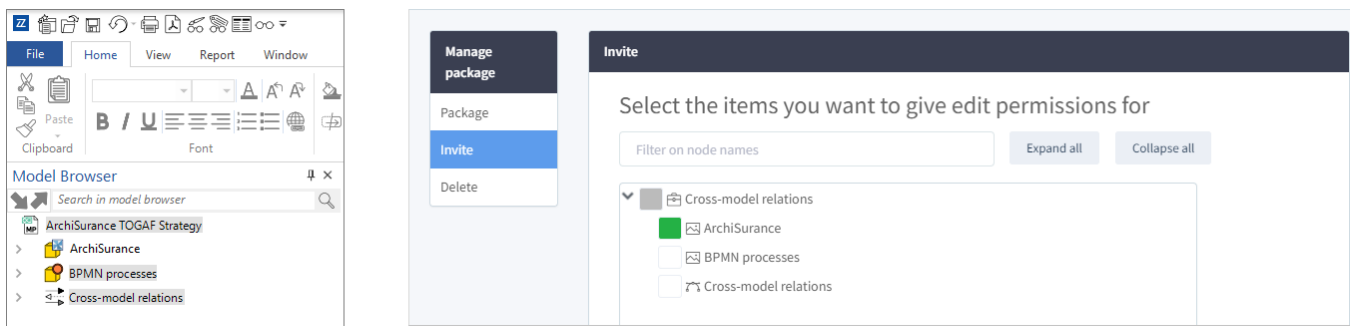 File Home View Report Window
Paste
B I U
Clipboard Font
Model Browser
Search in model browser
MP ArchiSurance TOGAF Strategy
ArchiSurance
BPMN processes
Cross-model relations
Manage
package
Package
Invite
Delete
Invite
Select the items you want to give edit permissions for
Filter on node names Expand all Collapse all
Cross-model relations
ArchiSurance
BPMN processes
Cross-model relations